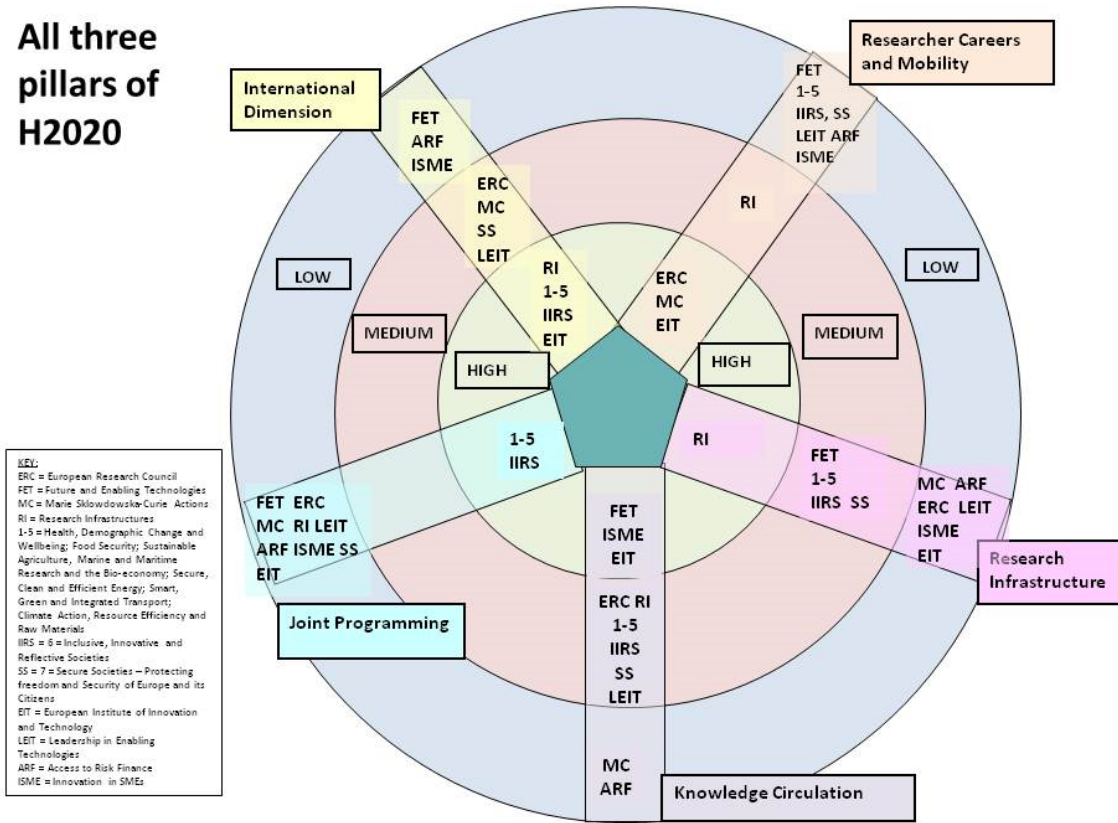 All three
pillars of
H2020
International
Dimension
Researcher Careers
and Mobility
FET
ARF
ISME
ERC
MC
SS
LEIT
RI
1-5
IIRS
EIT
FET
1-5
IIRS, SS
LEIT ARF
ISME
RI
ERC
MC
EIT
LOW
LOW
MEDIUM
MEDIUM
HIGH
HIGH
1-5
IIRS
FET ERC
MC RI LEIT
ARF ISME SS
EIT
Joint Programming
RI
FET
1-5
IIRS SS
MC ARF
ERC LEIT
ISME
EIT
Research
Infrastructure
FET
ISME
EIT
ERC RI
1-5
IIRS
SS
LEIT
MC
ARF
Knowledge Circulation
KEY:
ERC = European Research Council
FET = Future and Enabling Technologies
MC = Marie Sklowdowska-Curie Actions
RI = Research Infrastructures
1-5 = Health, Demographic Change and
Wellbeing; Food Security; Sustainable
Agriculture, Marine and Maritime
Research and the Bio-economy; Secure,
Clean and Efficient Energy; Smart,
Green and Integrated Transport;
Climate Action, Resource Efficiency and
Raw Materials
IIRS = 6 = Inclusive, Innovative and
Reflective Societies
SS = 7 = Secure Societies – Protecting
freedom and Security of Europe and its
Citizens
EIT = European Institute of Innovation
and Technology
LEIT = Leadership in Enabling
Technologies
ARF = Access to Risk Finance
ISME = Innovation in SMEs